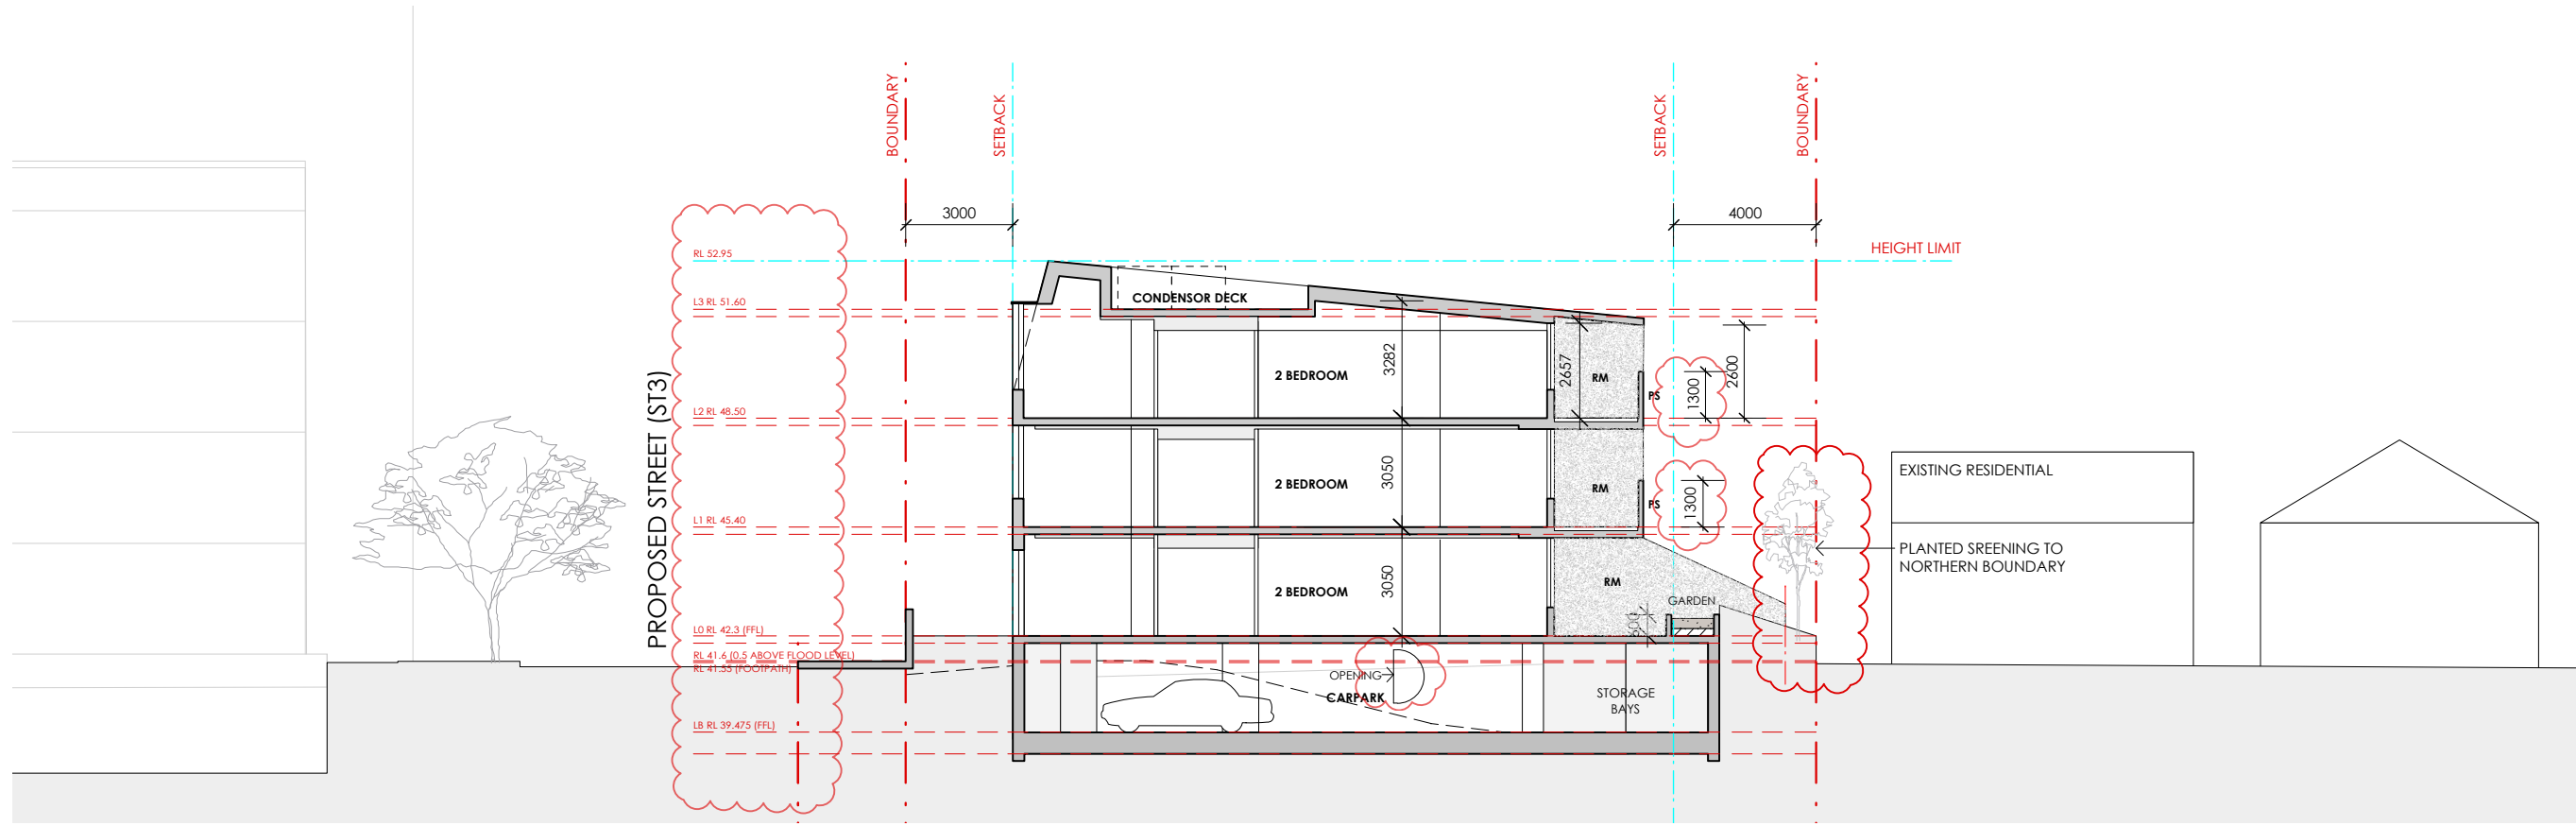 BOUNDARY
SETBACK
SETBACK
BOUNDARY
3000
4000
HEIGHT LIMIT
RL 52.95
CONDENSOR DECK
L3 RL 51.60
3282
2657
2600
2 BEDROOM
RM
PS
1300
L2 RL 48.50
PROPOSED STREET (ST3)
3050
2 BEDROOM
RM
PS
1300
EXISTING RESIDENTIAL
L1 RL 45.40
PLANTED SREENING TO
NORTHERN BOUNDARY
3050
2 BEDROOM
RM
GARDEN
L0 RL 42.3 (FFL)
RL 41.6 (0.5 ABOVE FLOOD LEVEL)
RL 41.55 (FOOTPATH)
OPENING
CARPARK
STORAGE
BAYS
LB RL 39.475 (FFL)